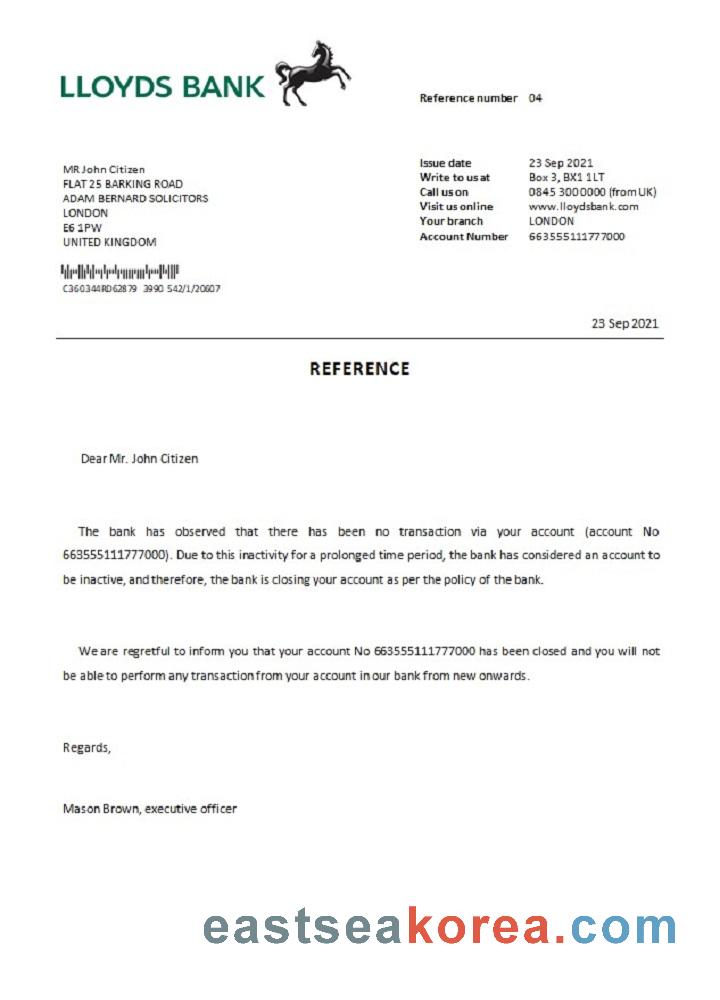 LLOYDS BANK
Reference number 04
MR John Citizen
FLAT 25 BARKING ROAD
ADAM BERNARD SOLICITORS
LONDON
E6 1PW
UNITED KINGDOM
C360344RD62879 3990 542/1/20607
Issue date 23 Sep 2021
Write to us at Box 3, BX1 1LT
Call us on 0845 3000000 (from UK)
Visit us online www.lloydsbank.com
Your branch LONDON
Account Number 663555111777000
23 Sep 2021
REFERENCE
Dear Mr. John Citizen
The bank has observed that there has been no transaction via your account (account No
663555111777000). Due to this inactivity for a prolonged time period, the bank has considered an account to
be inactive, and therefore, the bank is closing your account as per the policy of the bank.
We are regretful to inform you that your account No 663555111777000 has been closed and you will not
be able to perform any transaction from your account in our bank from new onwards.
Regards,
Mason Brown, executive officer
eastseakorea.com